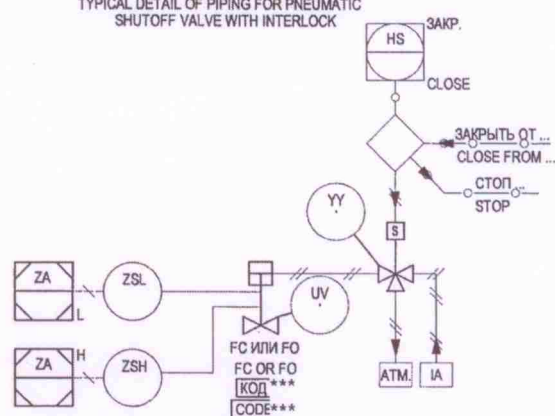 TYPICAL DETAIL OF PIPING FOR PNEUMATIC
SHUTOFF VALVE WITH INTERLOCK
HS
ЗАКР.
CLOSE
ЗАКРЫТЬ ОТ ...
CLOSE FROM ...
СТОП ...
STOP
YY
S
ZA
L
ZSL
UV
ZA
H
ZSH
FC ИЛИ FO
FC OR FO
КОД ***
CODE***
ATM.
IA